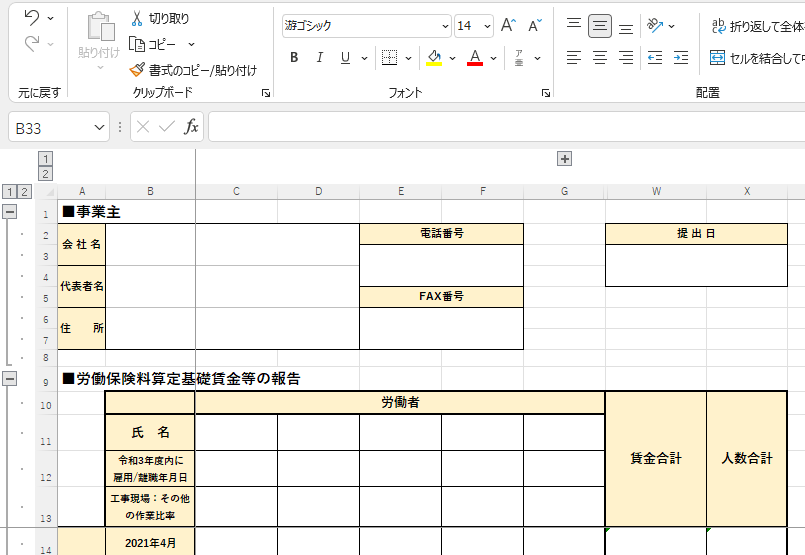 切り取り
游ゴシック
14
A^
Aˇ
ab 折り返して全体
貼り付け
コピー
B
I
U
A
ア
亜
セルを結合して中
書式のコピー/貼り付け
元に戻す
クリップボード
フォント
配置
B33
fx
1
2
1
2
A
B
C
D
E
F
G
W
X
1
■事業主
2
会 社 名
電話番号
提 出 日
3
4
代表者名
5
FAX番号
6
住　　所
7
8
9
■労働保険料算定基礎賃金等の報告
10
労働者
11
氏　名
賃金合計
人数合計
12
令和3年度内に
雇用/離職年月日
13
工事現場：その他
の作業比率
14
2021年4月